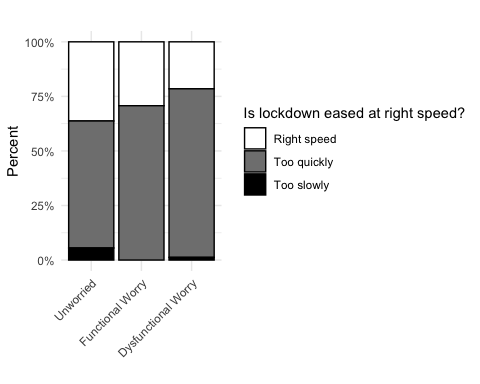 100%
75%
50%
25%
0%
Percent
Unworried
Functional Worry
Dysfunctional Worry
Is lockdown eased at right speed?
Right speed
Too quickly
Too slowly